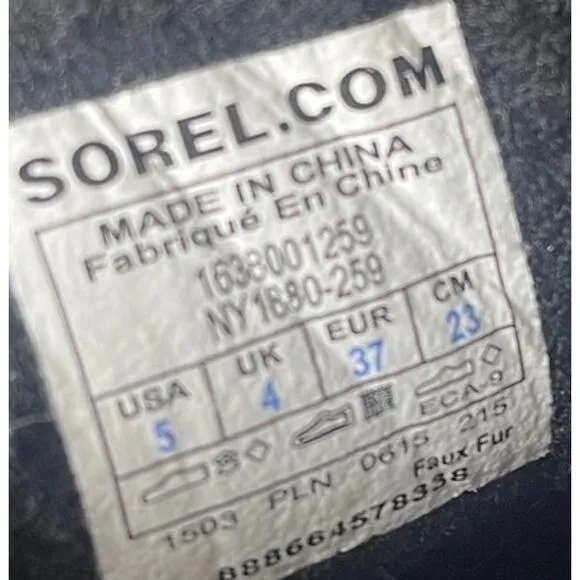 SOREL.COM
MADE IN CHINA
Fabriqué En Chine
1638001259
NY1880-259
USA UK EUR CM
5 4 37 23
ECA-9
1503 PLN 0615 215
Faux Fur
888664578338